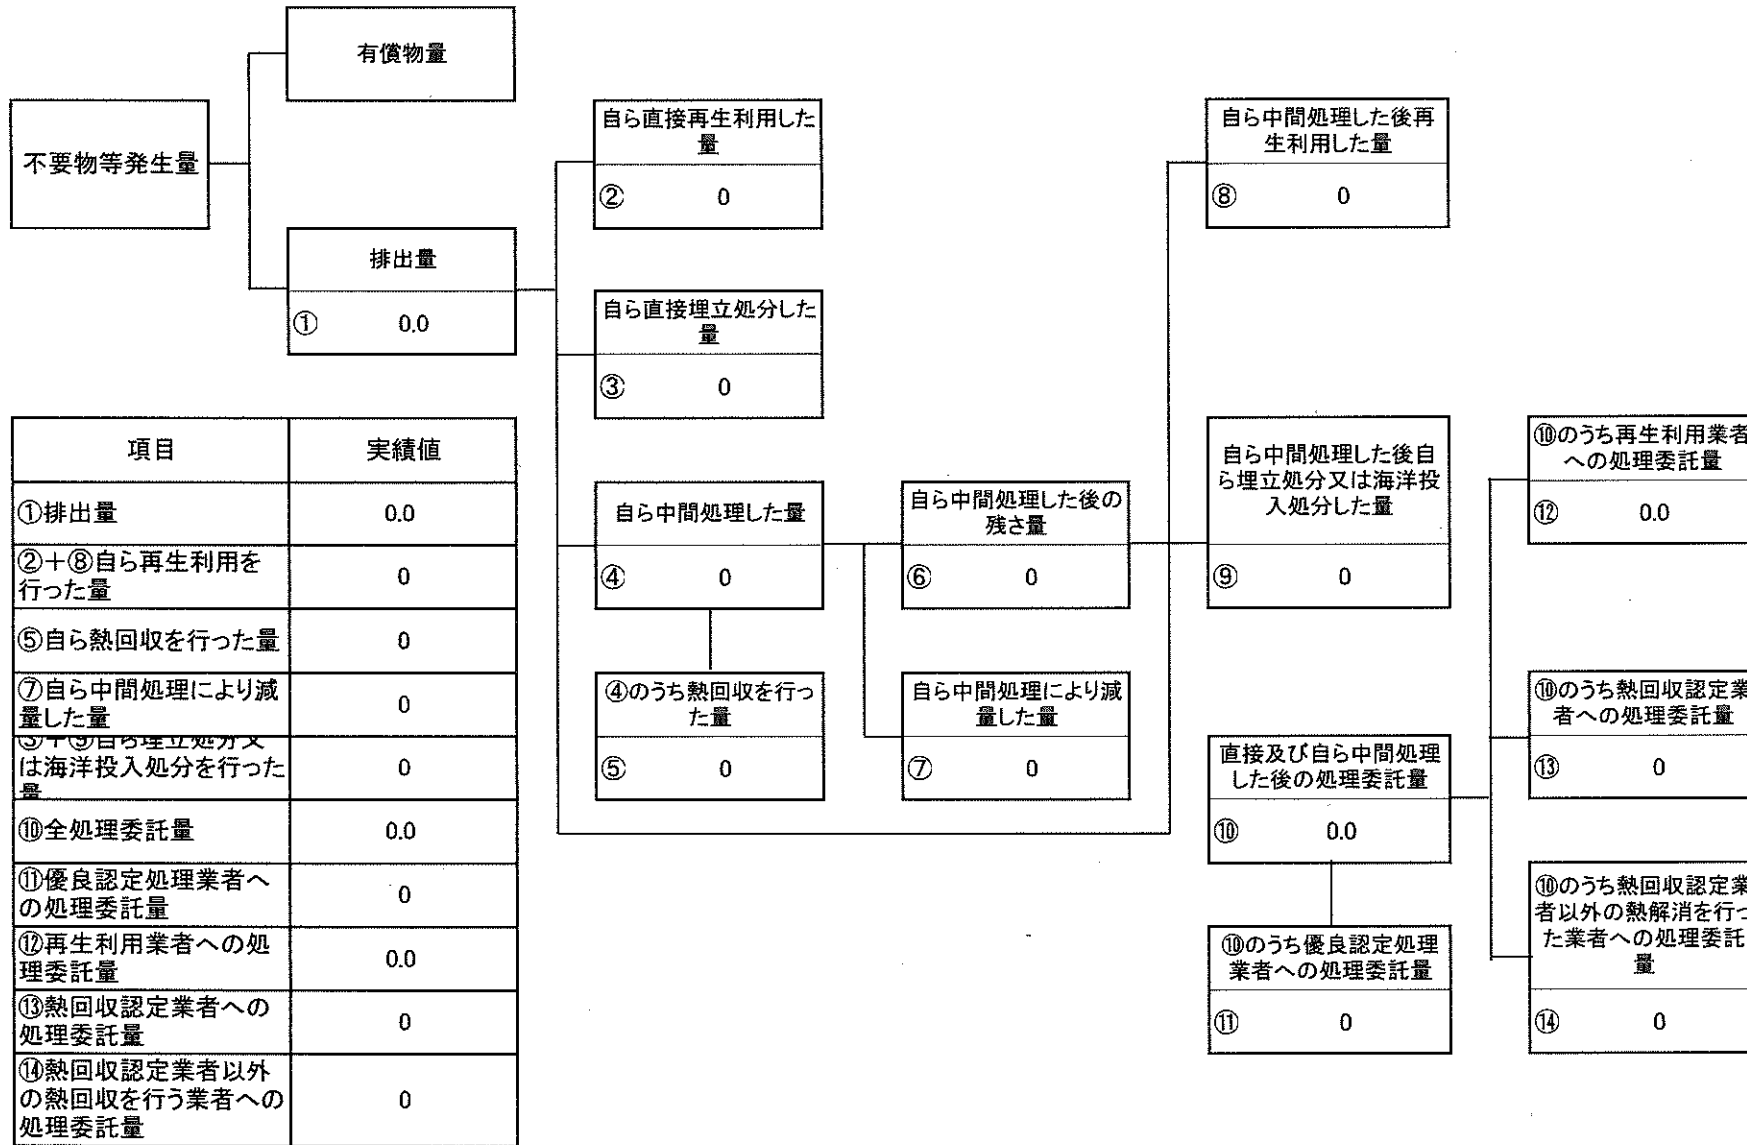 有償物量
不要物等発生量
排出量
① 0.0
自ら直接再生利用した
量
② 0
自ら直接埋立処分した
量
③ 0
自ら中間処理した量
④ 0
④のうち熱回収を行っ
た量
⑤ 0
自ら中間処理した後の
残さ量
⑥ 0
自ら中間処理により減
量した量
⑦ 0
自ら中間処理した後再
生利用した量
⑧ 0
自ら中間処理した後自
ら埋立処分又は海洋投
入処分した量
⑨ 0
直接及び自ら中間処理
した後の処理委託量
⑩ 0.0
⑩のうち優良認定処理
業者への処理委託量
⑪ 0
⑩のうち再生利用業者
への処理委託量
⑫ 0.0
⑩のうち熱回収認定業
者への処理委託量
⑬ 0
⑩のうち熱回収認定業
者以外の熱解消を行っ
た業者への処理委託
量
⑭ 0
項目 実績値
①排出量 0.0
②+⑧自ら再生利用を
行った量 0
⑤自ら熱回収を行った量 0
⑦自ら中間処理により減
量した量 0
③+⑨自ら埋立処分又
は海洋投入処分を行った
量 0
⑩全処理委託量 0.0
⑪優良認定処理業者へ
の処理委託量 0
⑫再生利用業者への処
理委託量 0.0
⑬熱回収認定業者への
処理委託量 0
⑭熱回収認定業者以外
の熱回収を行う業者への
処理委託量 0